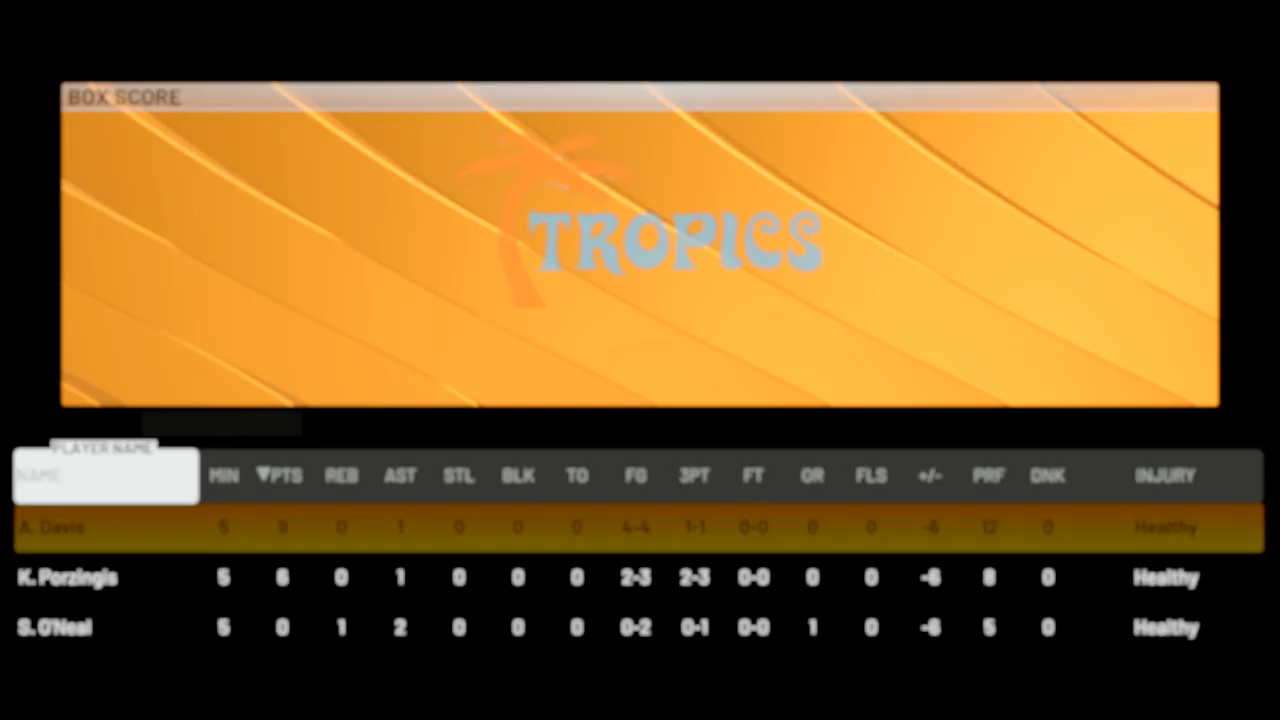 BOX SCORE
TROPICS
PLAYER NAME
NAME MIN ▼PTS REB AST STL BLK TO FG 3PT FT OR FLS +/- PRF DNK INJURY
A. Davis 5 9 0 1 0 0 0 4-4 1-1 0-0 0 0 -6 12 0 Healthy
K. Porzingis 5 6 0 1 0 0 0 2-3 2-3 0-0 0 0 -6 8 0 Healthy
S. O'Neal 5 0 1 2 0 0 0 0-2 0-1 0-0 1 0 -6 5 0 Healthy